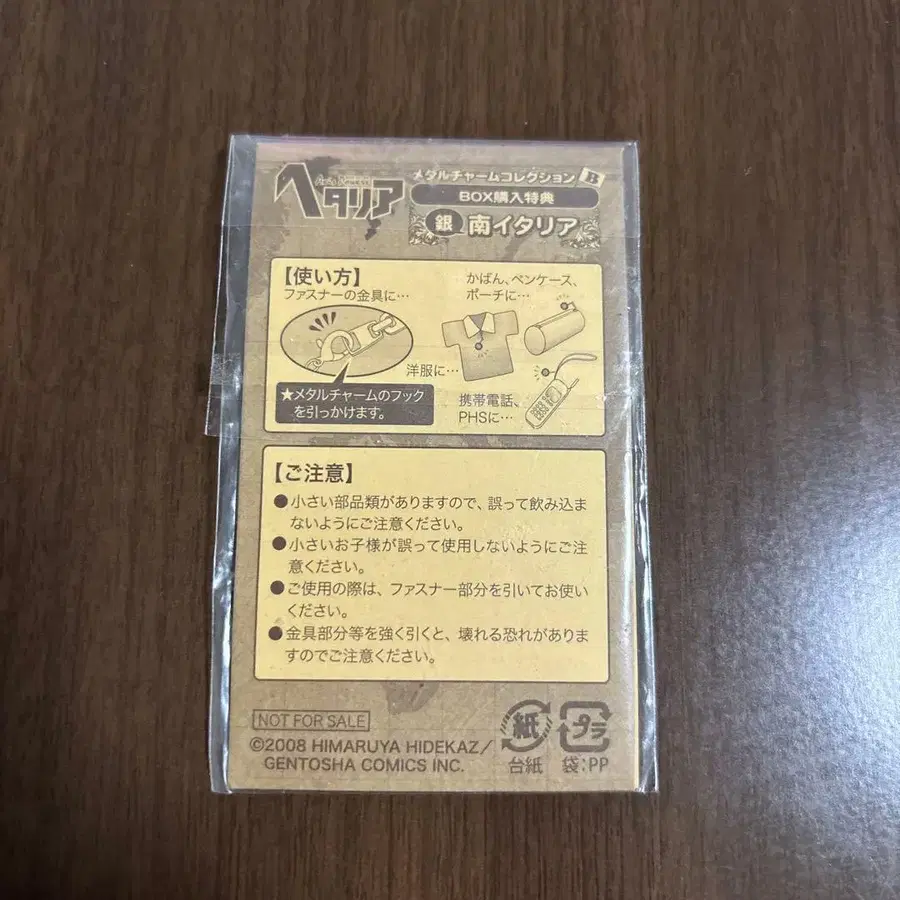 ヘタリア
メタルチャームコレクション B
BOX購入特典
銀 南イタリア
【使い方】
ファスナーの金具に…
かばん、ペンケース、
ポーチに…
洋服に…
★メタルチャームのフック
を引っかけます。
携帯電話、
PHSに…
【ご注意】
●小さい部品類がありますので、誤って飲み込ま
ないようにご注意ください。
●小さいお子様が誤って使用しないようにご注
意ください。
●ご使用の際は、ファスナー部分を引いてお使い
ください。
●金具部分等を強く引くと、壊れる恐れがありま
すのでご注意ください。
NOT FOR SALE
©2008 HIMARUYA HIDEKAZ/
GENTOSHA COMICS INC.
紙 プラ
台紙 袋:PP